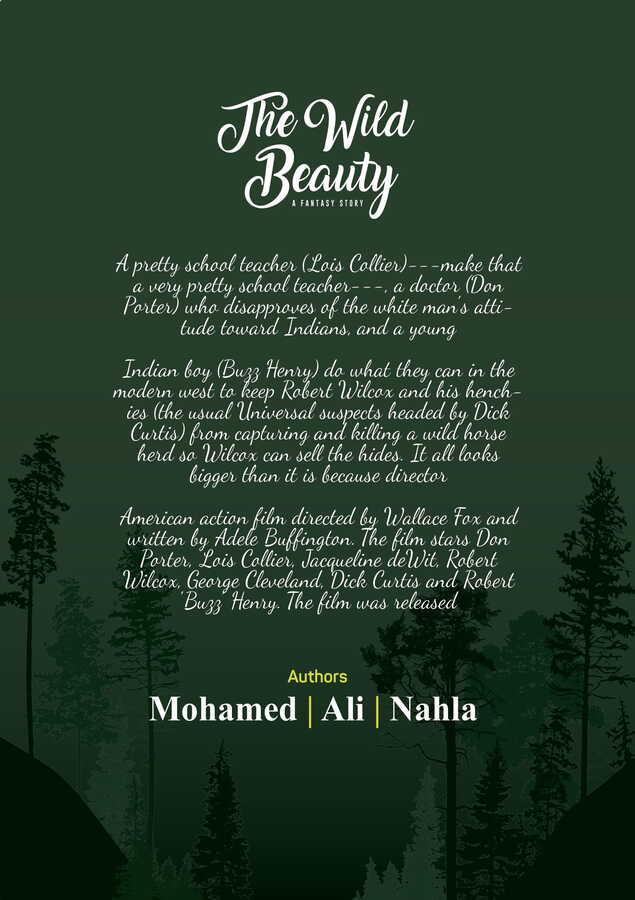 The Wild
Beauty
A FANTASY STORY
A pretty school teacher (Lois Collier)---make that
a very pretty school teacher---, a doctor (Don
Porter) who disapproves of the white man's atti-
tude toward Indians, and a young
Indian boy (Buzz Henry) do what they can in the
modern west to keep Robert Wilcox and his hench-
ies (the usual Universal suspects headed by Dick
Curtis) from capturing and killing a wild horse
herd so Wilcox can sell the hides. It all looks
bigger than it is because director
American action film directed by Wallace Fox and
written by Adele Buffington. The film stars Don
Porter, Lois Collier, Jacqueline deWit, Robert
Wilcox, George Cleveland, Dick Curtis and Robert
'Buzz' Henry. The film was released
Authors
Mohamed | Ali | Nahla